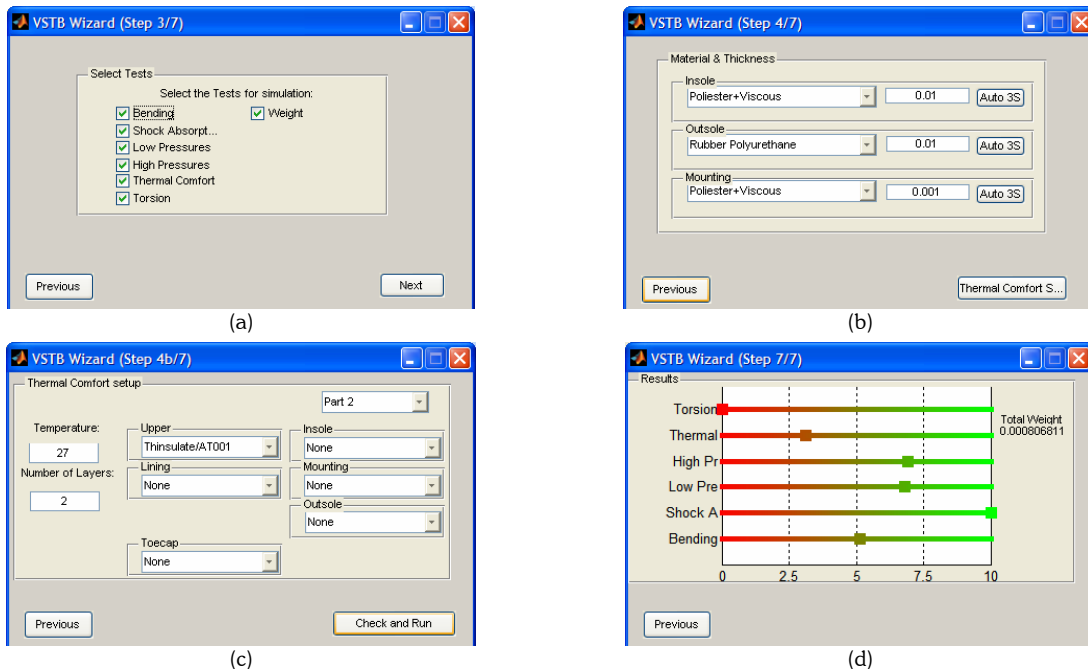 VSTB Wizard (Step 3/7)
Select Tests
Select the Tests for simulation:
Bending
Weight
Shock Absorpt...
Low Pressures
High Pressures
Thermal Comfort
Torsion
Previous
Next
(a)
VSTB Wizard (Step 4/7)
Material & Thickness
Insole
Poliester+Viscous
0.01
Auto 3S
Outsole
Rubber Polyurethane
0.01
Auto 3S
Mounting
Poliester+Viscous
0.001
Auto 3S
Previous
Thermal Comfort S...
(b)
VSTB Wizard (Step 4b/7)
Thermal Comfort setup
Part 2
Temperature:
27
Number of Layers:
2
Upper
Thinsulate/AT001
Lining
None
Toecap
None
Insole
None
Mounting
None
Outsole
None
Previous
Check and Run
(c)
VSTB Wizard (Step 7/7)
Results
Torsion
Thermal
High Pr
Low Pre
Shock A
Bending
0 2.5 5 7.5 10
Total Weight
0.000806811
Previous
(d)